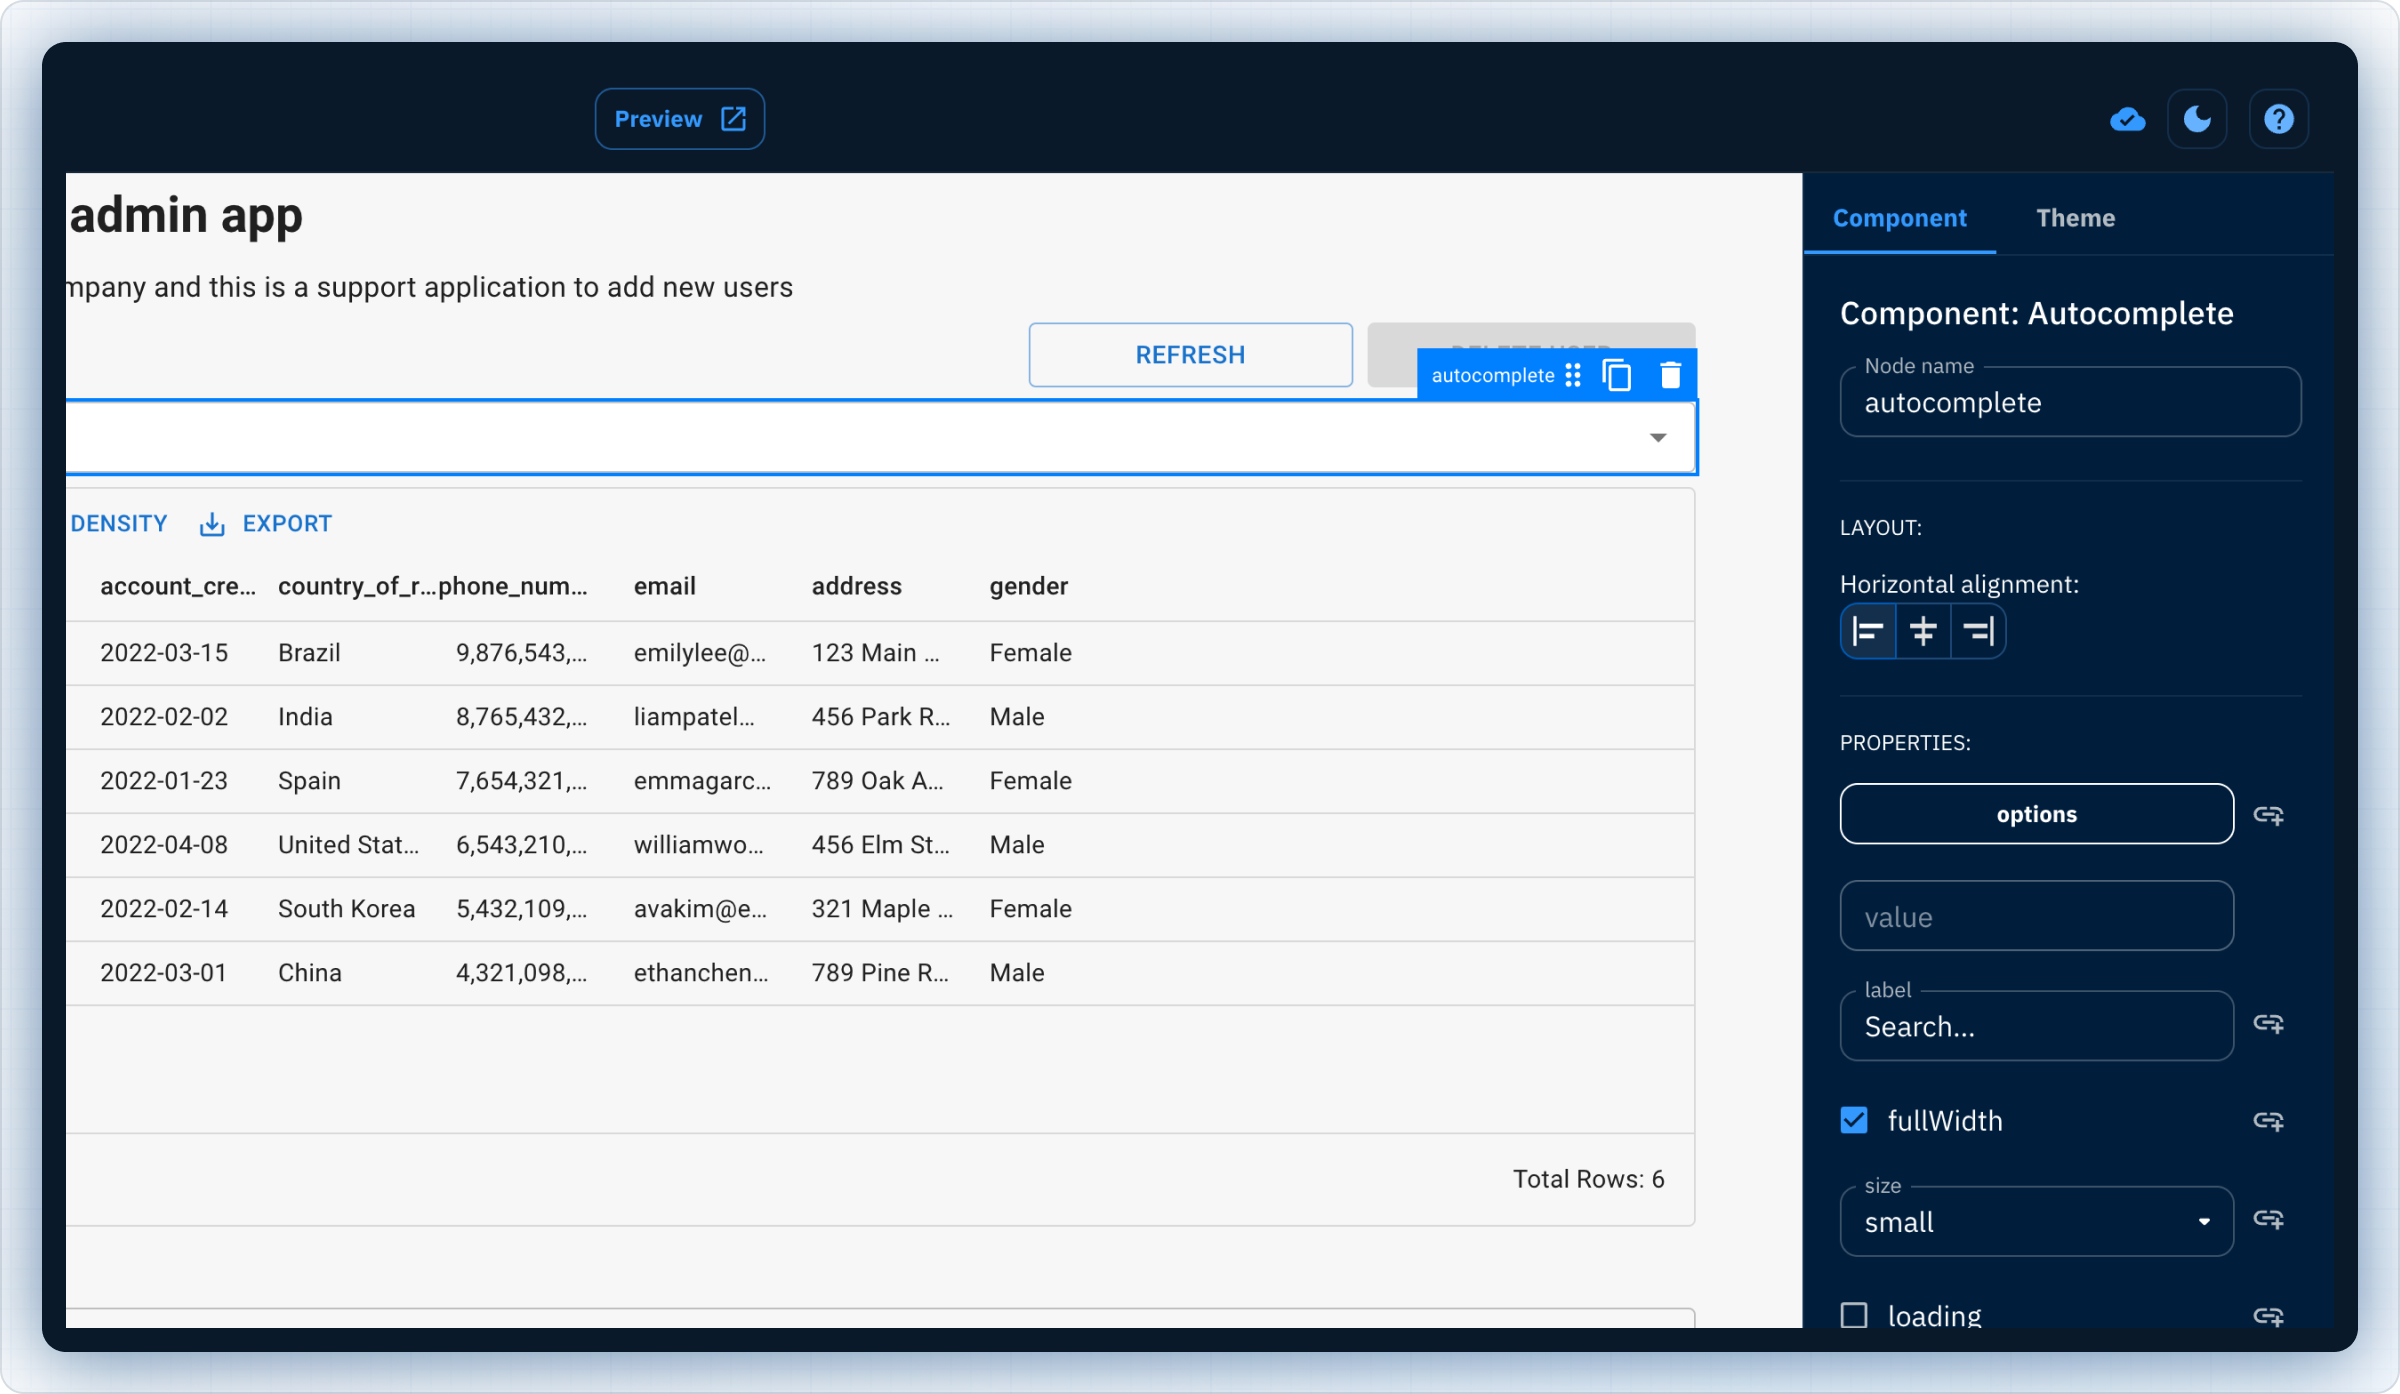 Preview
admin app
mpany and this is a support application to add new users
REFRESH
autocomplete
DENSITY EXPORT
account_cre... country_of_r... phone_num... email address gender
2022-03-15 Brazil 9,876,543,... emilylee@... 123 Main ... Female
2022-02-02 India 8,765,432,... liampatel... 456 Park R... Male
2022-01-23 Spain 7,654,321,... emmagarc... 789 Oak A... Female
2022-04-08 United Stat... 6,543,210,... williamwo... 456 Elm St... Male
2022-02-14 South Korea 5,432,109,... avakim@e... 321 Maple ... Female
2022-03-01 China 4,321,098,... ethanchen... 789 Pine R... Male
Total Rows: 6
Component Theme
Component: Autocomplete
Node name
autocomplete
LAYOUT:
Horizontal alignment:
PROPERTIES:
options
value
label
Search...
fullWidth
size
small
loading